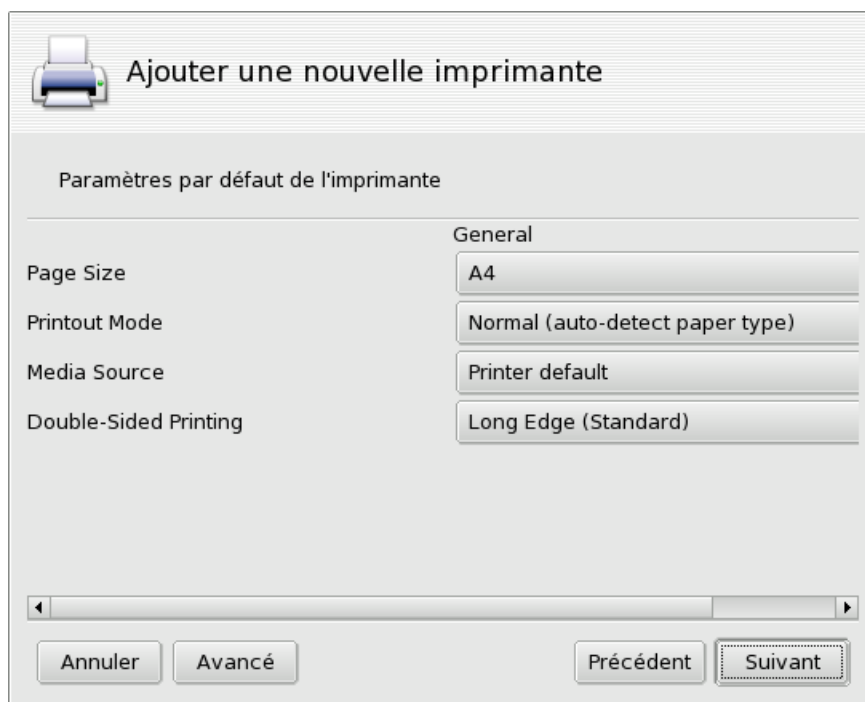 Ajouter une nouvelle imprimante
Paramètres par défaut de l'imprimante
General
Page Size A4
Printout Mode Normal (auto-detect paper type)
Media Source Printer default
Double-Sided Printing Long Edge (Standard)
Annuler Avancé Précédent Suivant